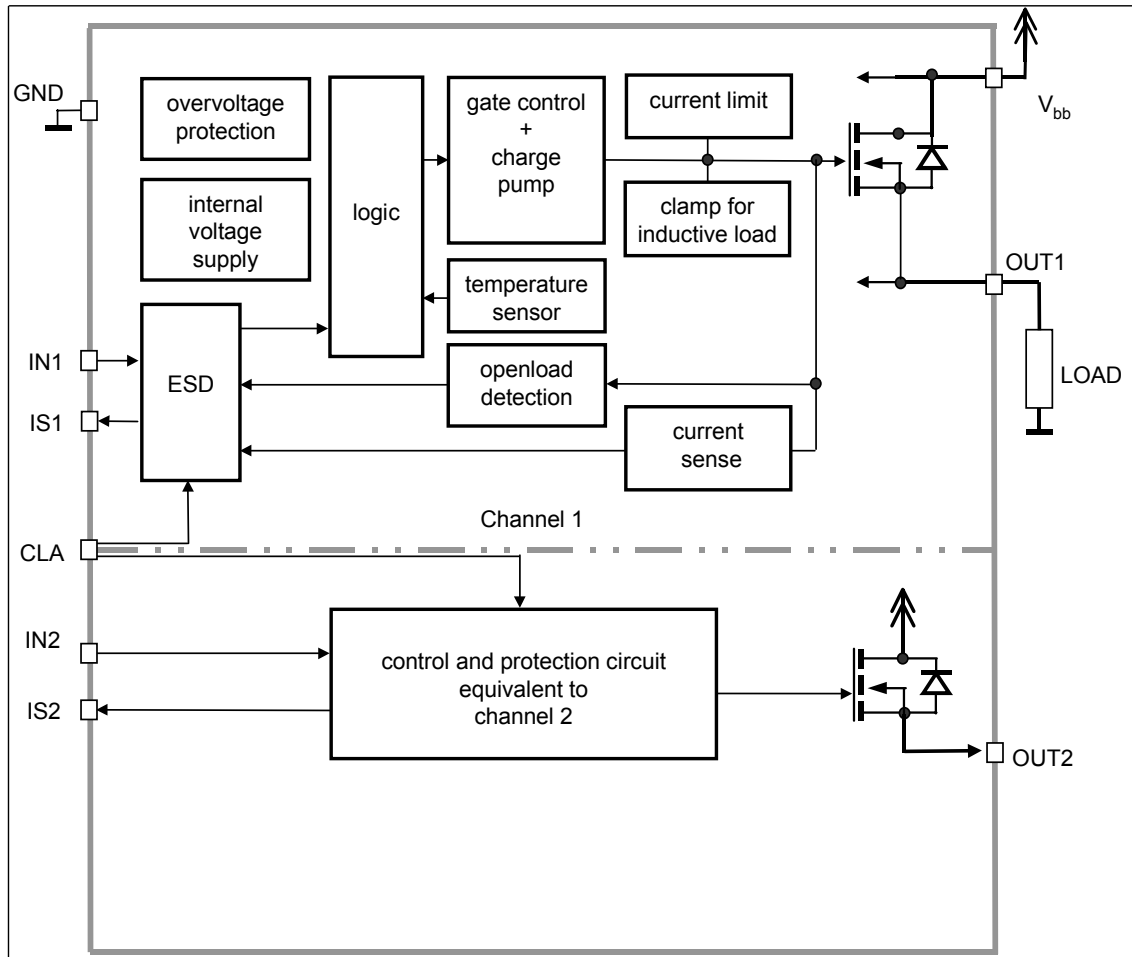 GND
overvoltage
protection
internal
voltage
supply
logic
gate control
+
charge
pump
current limit
clamp for
inductive load
V_bb
OUT1
temperature
sensor
IN1
ESD
openload
detection
LOAD
IS1
current
sense
Channel 1
CLA
IN2
control and protection circuit
equivalent to
channel 2
IS2
OUT2